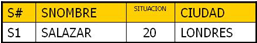 S# SNOMBRE SITUACION CIUDAD
S1 SALAZAR 20 LONDRES